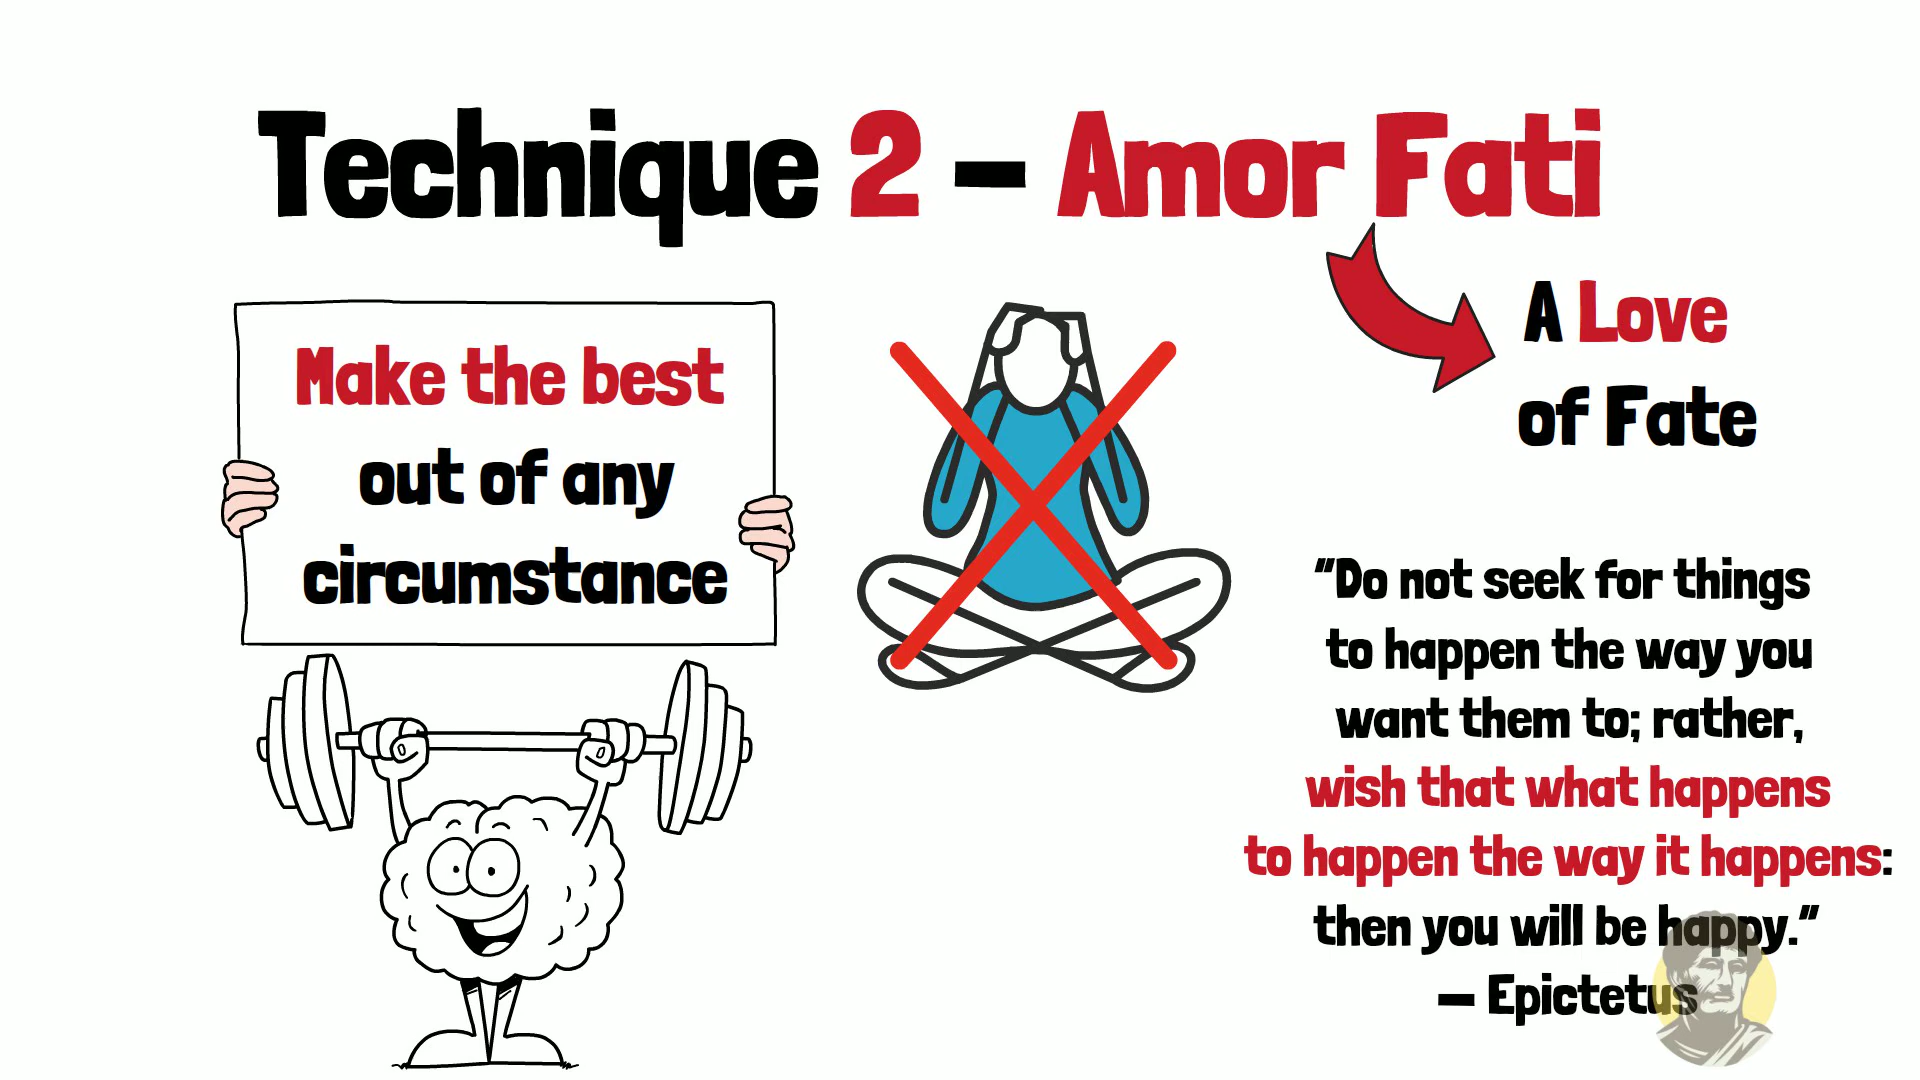 Technique 2 – Amor Fati
A Love
of Fate
Make the best
out of any
circumstance
"Do not seek for things
to happen the way you
want them to; rather,
wish that what happens
to happen the way it happens:
then you will be happy."
– Epictetus